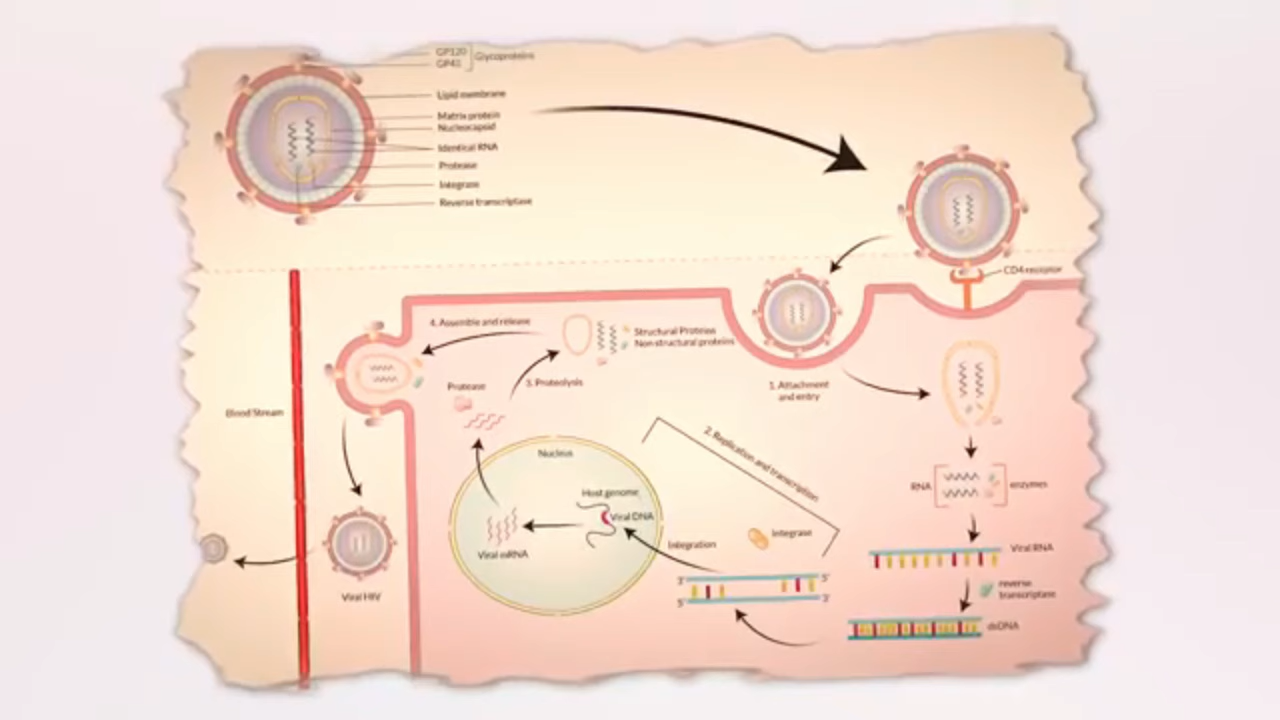 GP120
GP41
Glycoproteins
Lipid membrane
Matrix protein
Nucleocapsid
Identical RNA
Protease
Integrase
Reverse transcriptase
CD4 receptor
4. Assemble and release
Structural Proteins
Non structural proteins
Protease
3. Proteolysis
1. Attachment
and entry
Blood Stream
2. Replication and transcription
Nucleus
RNA
enzymes
Host genome
Viral DNA
Integrase
Integration
Viral mRNA
Viral RNA
3'
5'
5'
3'
reverse
transcriptase
Viral HIV
dsDNA